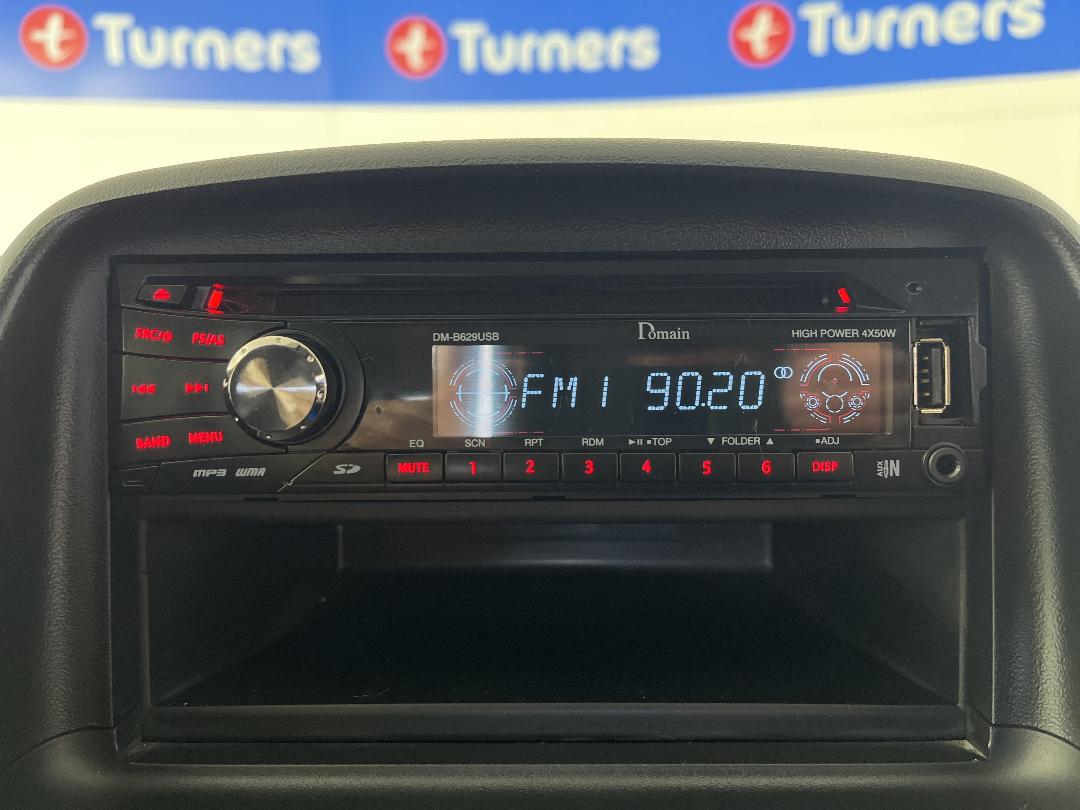 Turners Turners Turners
SRC/⏻ PS/AS
DM-B629USB Domain HIGH POWER 4X50W
FM1 90.20
BAND MENU
EQ SCN RPT RDM ▶II ■TOP ▼ FOLDER ▲ ■ADJ
MUTE 1 2 3 4 5 6 DISP
MP3 WMA SD AUX IN